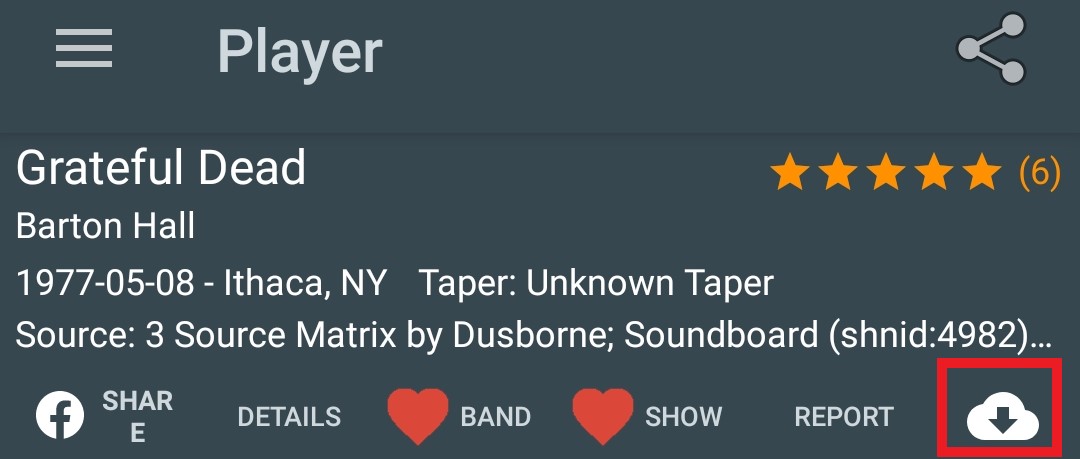 Player
Grateful Dead
(6)
Barton Hall
1977-05-08 - Ithaca, NY Taper: Unknown Taper
Source: 3 Source Matrix by Dusborne; Soundboard (shnid:4982)...
SHAR
E
DETAILS
BAND
SHOW
REPORT